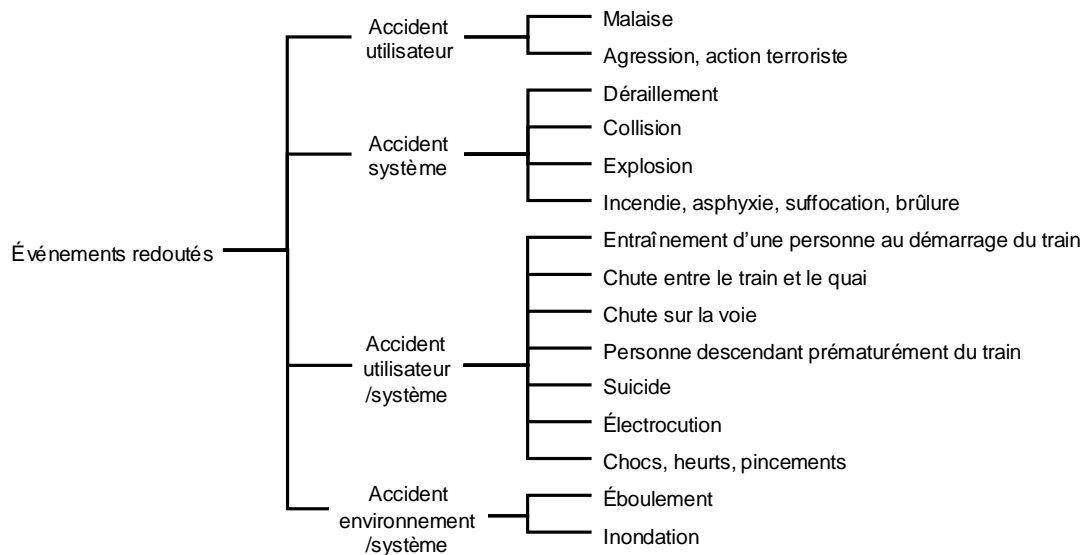 Événements redoutés
Accident
utilisateur
Malaise
Agression, action terroriste
Accident
système
Déraillement
Collision
Explosion
Incendie, asphyxie, suffocation, brûlure
Accident
utilisateur
/système
Entraînement d’une personne au démarrage du train
Chute entre le train et le quai
Chute sur la voie
Personne descendant prématurément du train
Suicide
Électrocution
Chocs, heurts, pincements
Accident
environnement
/système
Éboulement
Inondation